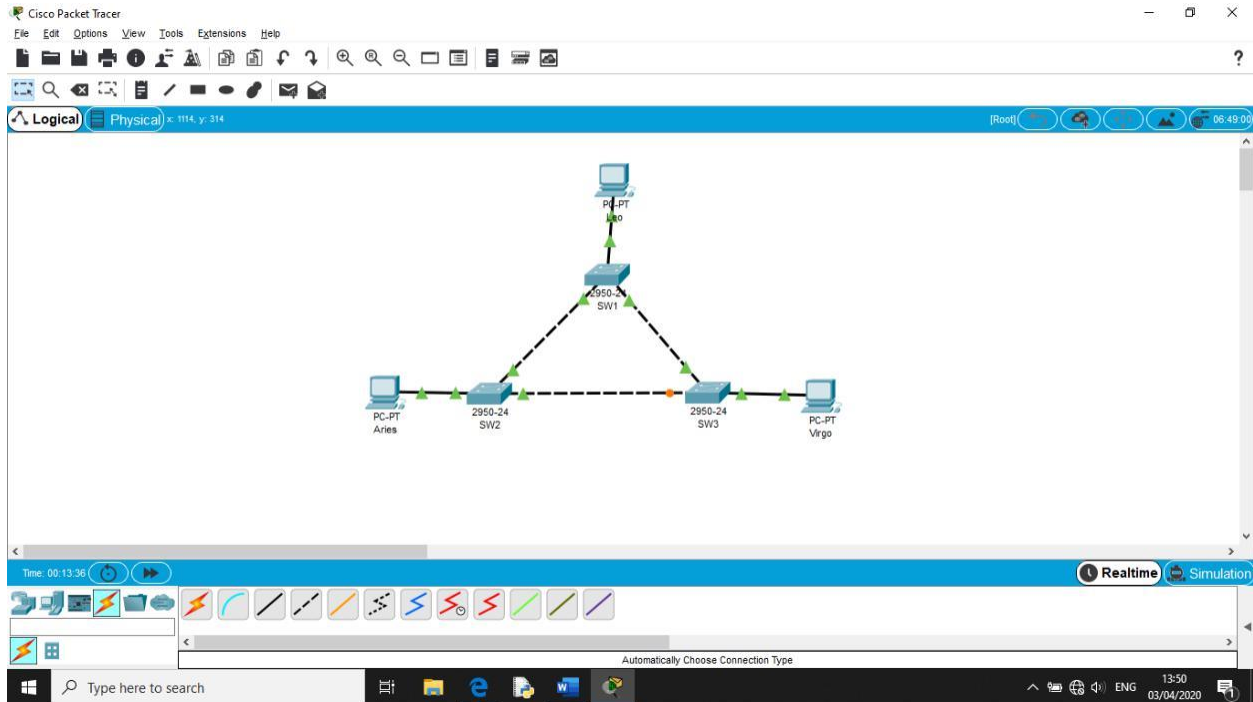 Cisco Packet Tracer
File Edit Options View Tools Extensions Help
?
Logical Physical x: 1114, y: 314 [Root] 06:49:00
PC-PT
Leo
2950-24
SW1
PC-PT
Aries
2950-24
SW2
2950-24
SW3
PC-PT
Virgo
Time: 00:13:36 Realtime Simulation
Automatically Choose Connection Type
Type here to search ENG 13:50
03/04/2020